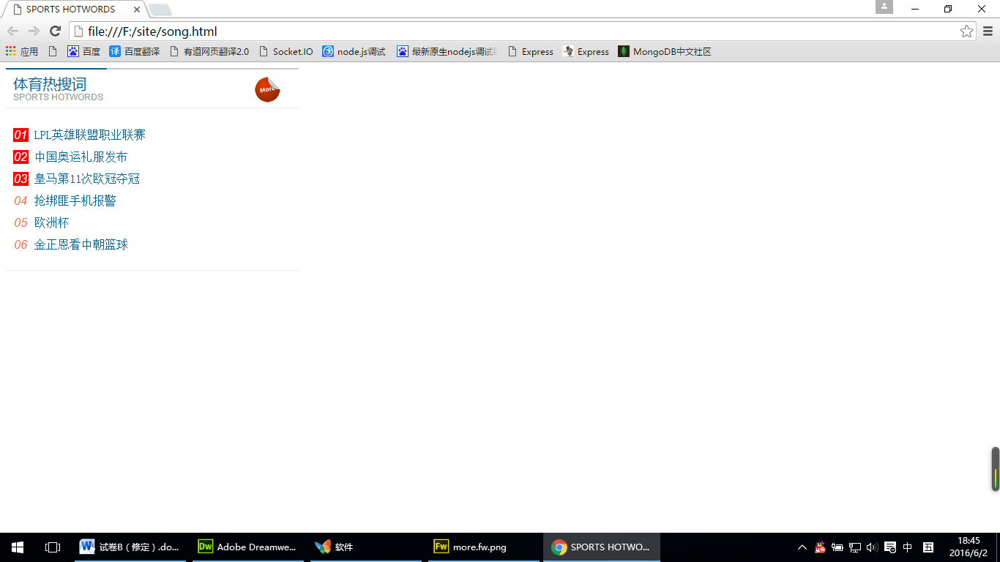 SPORTS HOTWORDS
file:///F:/site/song.html
应用 百度 百度翻译 有道网页翻译2.0 Socket.IO node.js调试 最新原生nodejs调试 Express Express MongoDB中文社区
体育热搜词
SPORTS HOTWORDS
More
01 LPL英雄联盟职业联赛
02 中国奥运礼服发布
03 皇马第11次欧冠夺冠
04 抢绑匪手机报警
05 欧洲杯
06 金正恩看中朝篮球
试卷B（修定）.do... Adobe Dreamwe... 软件 more.fw.png SPORTS HOTWO... 中 五 18:45
2016/6/2